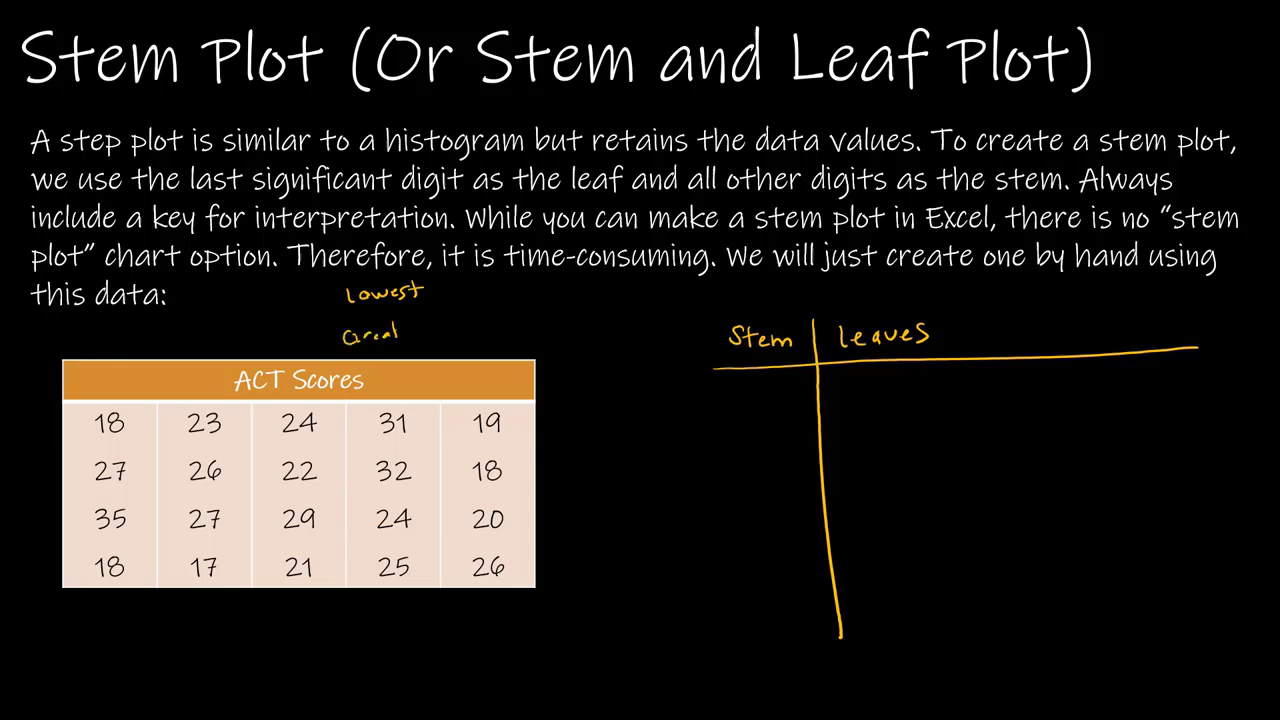 Stem Plot (Or Stem and Leaf Plot)
A step plot is similar to a histogram but retains the data values. To create a stem plot,
we use the last significant digit as the leaf and all other digits as the stem. Always
include a key for interpretation. While you can make a stem plot in Excel, there is no “stem
plot” chart option. Therefore, it is time-consuming. We will just create one by hand using
this data:
Lowest
Great
Stem leaves
ACT Scores
18 23 24 31 19
27 26 22 32 18
35 27 29 24 20
18 17 21 25 26